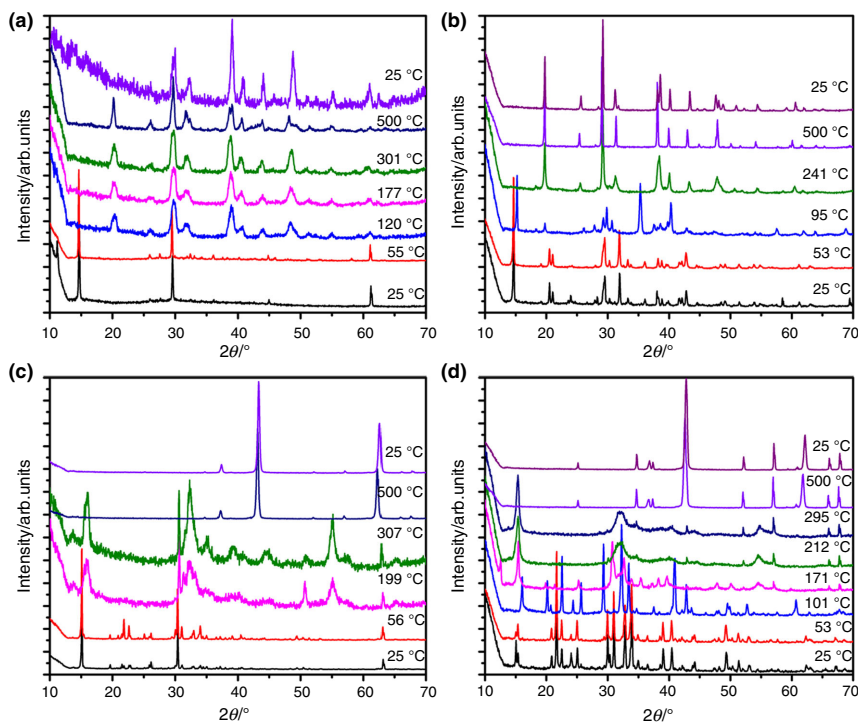 (a)
Intensity/arb.units
25 °C
500 °C
301 °C
177 °C
120 °C
55 °C
25 °C
10 20 30 40 50 60 70
2θ/°
(b)
Intensity/arb.units
25 °C
500 °C
241 °C
95 °C
53 °C
25 °C
10 20 30 40 50 60 70
2θ/°
(c)
Intensity/arb.units
25 °C
500 °C
307 °C
199 °C
56 °C
25 °C
10 20 30 40 50 60 70
2θ/°
(d)
Intensity/arb.units
25 °C
500 °C
295 °C
212 °C
171 °C
101 °C
53 °C
25 °C
10 20 30 40 50 60 70
2θ/°